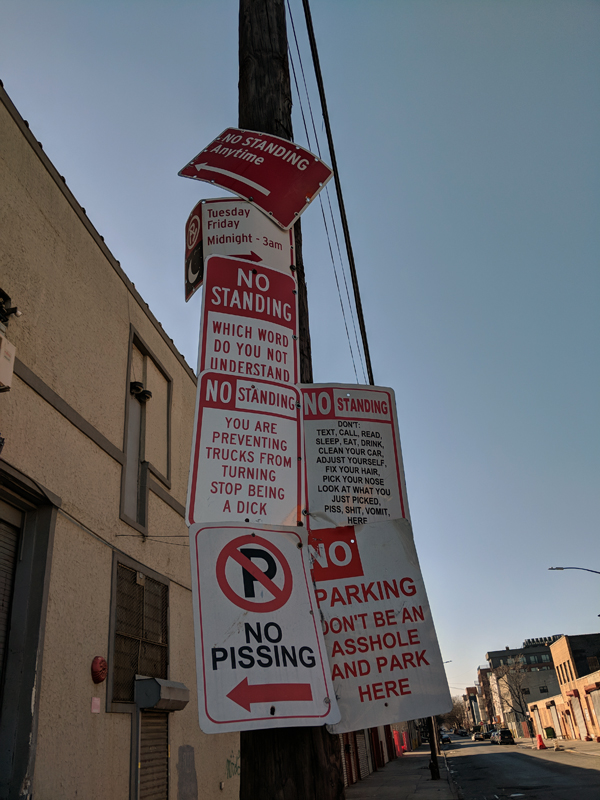 NO STANDING
Anytime
Tuesday
Friday
Midnight - 3am
NO
STANDING
WHICH WORD
DO YOU NOT
UNDERSTAND
NO STANDING
YOU ARE
PREVENTING
TRUCKS FROM
TURNING
STOP BEING
A DICK
NO STANDING
DON'T:
TEXT, CALL, READ,
SLEEP, EAT, DRINK,
CLEAN YOUR CAR,
ADJUST YOURSELF,
FIX YOUR HAIR,
PICK YOUR NOSE
LOOK AT WHAT YOU
JUST PICKED,
PISS, SHIT, VOMIT,
HERE
P
NO
PISSING
NO
PARKING
DON'T BE AN
ASSHOLE
AND PARK
HERE